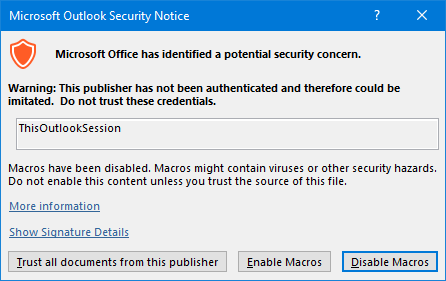 Microsoft Outlook Security Notice
Microsoft Office has identified a potential security concern.
Warning: This publisher has not been authenticated and therefore could be
imitated.  Do not trust these credentials.
ThisOutlookSession
Macros have been disabled. Macros might contain viruses or other security hazards.
Do not enable this content unless you trust the source of this file.
More information
Show Signature Details
Trust all documents from this publisher
Enable Macros
Disable Macros